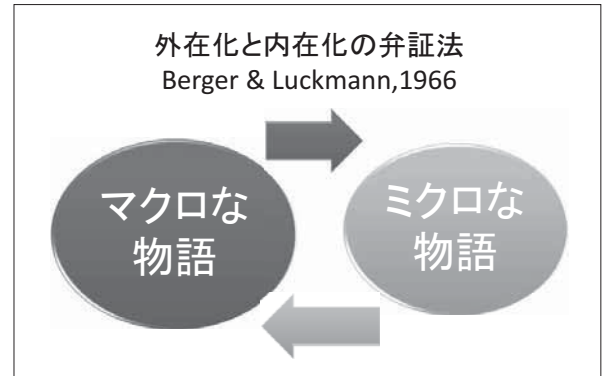 外在化と内在化の弁証法
Berger & Luckmann,1966
マクロな
物語
ミクロな
物語